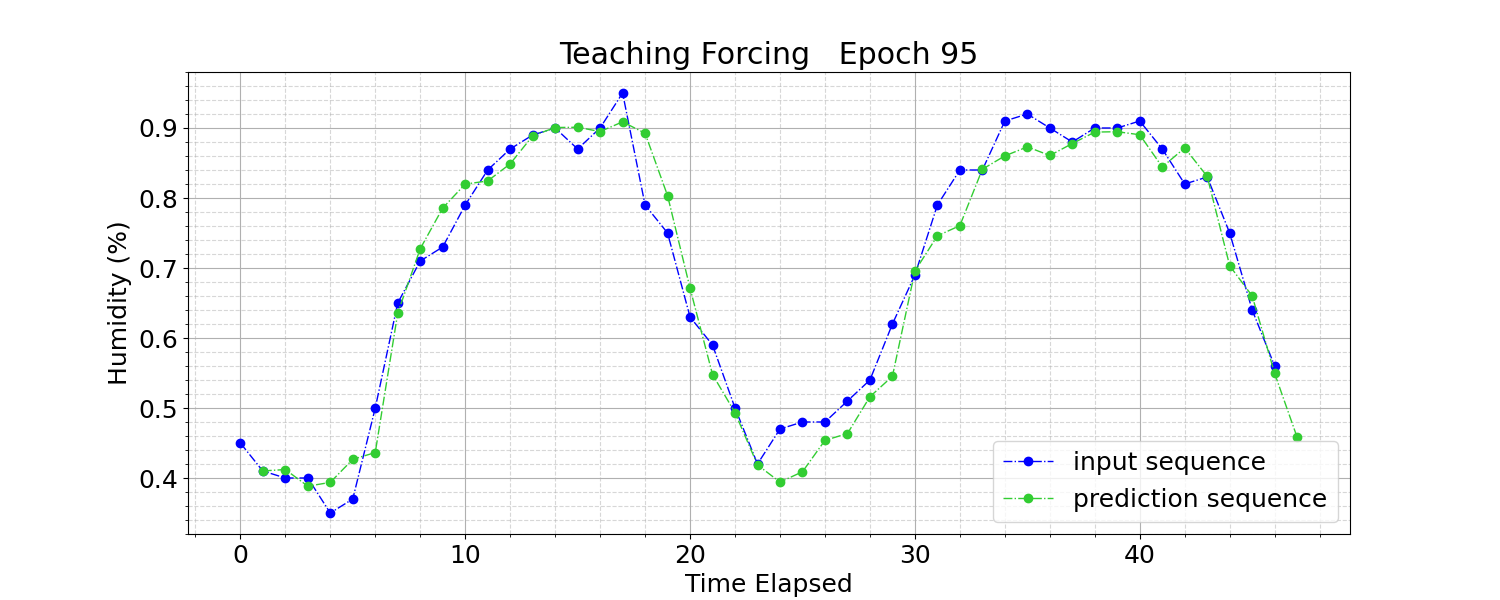 Teaching Forcing   Epoch 95
Humidity (%)
0.9
0.8
0.7
0.6
0.5
0.4
0 10 20 30 40
Time Elapsed
input sequence
prediction sequence